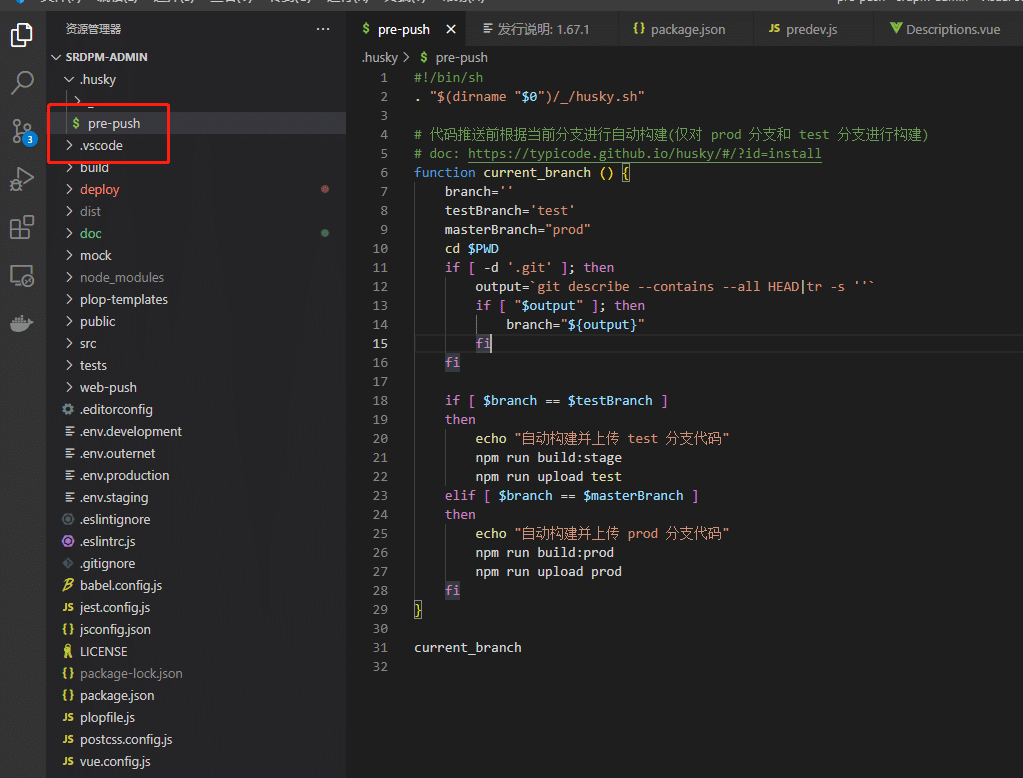 资源管理器
···
SRDPM-ADMIN
.husky
_
$ pre-push
.vscode
build
deploy
dist
doc
mock
node_modules
plop-templates
public
src
tests
web-push
.editorconfig
.env.development
.env.outernet
.env.production
.env.staging
.eslintignore
.eslintrc.js
.gitignore
babel.config.js
JS jest.config.js
{} jsconfig.json
LICENSE
{} package-lock.json
{} package.json
JS plopfile.js
JS postcss.config.js
JS vue.config.js
3
$ pre-push
发行说明: 1.67.1
{} package.json
JS predev.js
Descriptions.vue
.husky > $ pre-push
1 #!/bin/sh
2 . "$(dirname "$0")/_/husky.sh"
3
4 # 代码推送前根据当前分支进行自动构建(仅对 prod 分支和 test 分支进行构建)
5 # doc: https://typicode.github.io/husky/#/?id=install
6 function current_branch () {
7 branch=''
8 testBranch='test'
9 masterBranch="prod"
10 cd $PWD
11 if [ -d '.git' ]; then
12 output=`git describe --contains --all HEAD|tr -s ''`
13 if [ "$output" ]; then
14 branch="${output}"
15 fi
16 fi
17
18 if [ $branch == $testBranch ]
19 then
20 echo "自动构建并上传 test 分支代码"
21 npm run build:stage
22 npm run upload test
23 elif [ $branch == $masterBranch ]
24 then
25 echo "自动构建并上传 prod 分支代码"
26 npm run build:prod
27 npm run upload prod
28 fi
29 }
30
31 current_branch
32